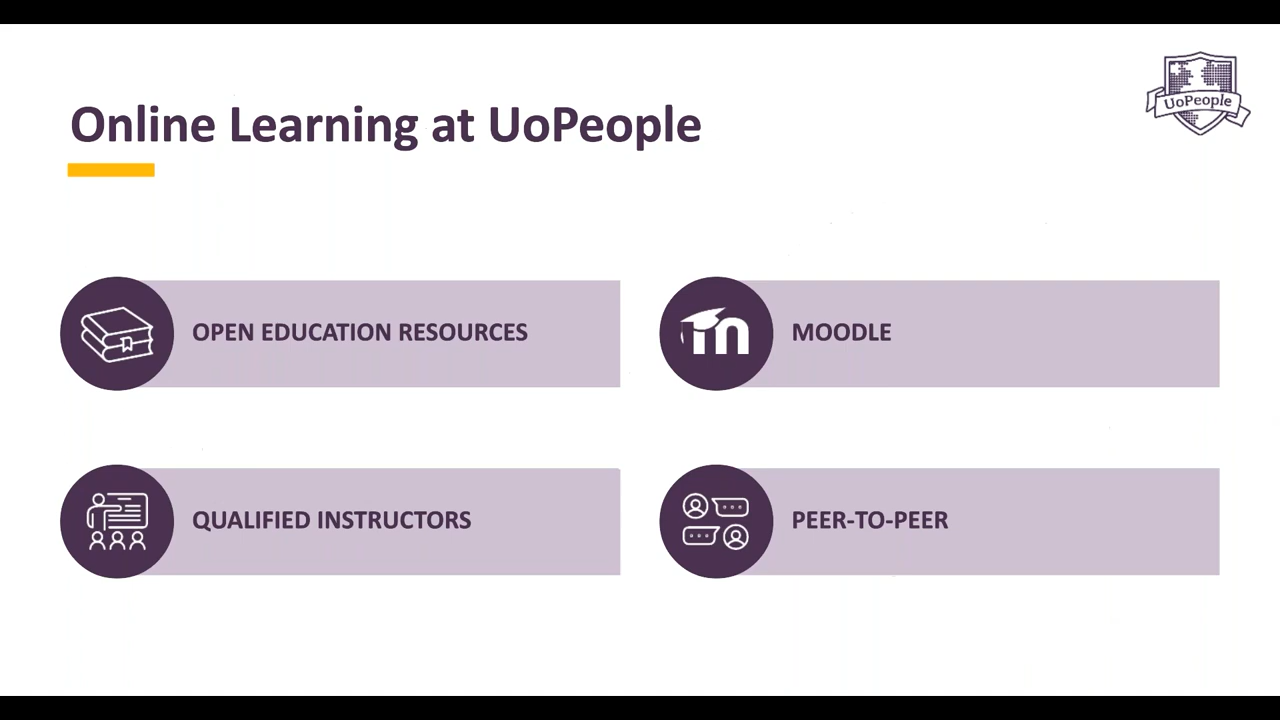 UoPeople
Online Learning at UoPeople
OPEN EDUCATION RESOURCES
MOODLE
QUALIFIED INSTRUCTORS
PEER-TO-PEER